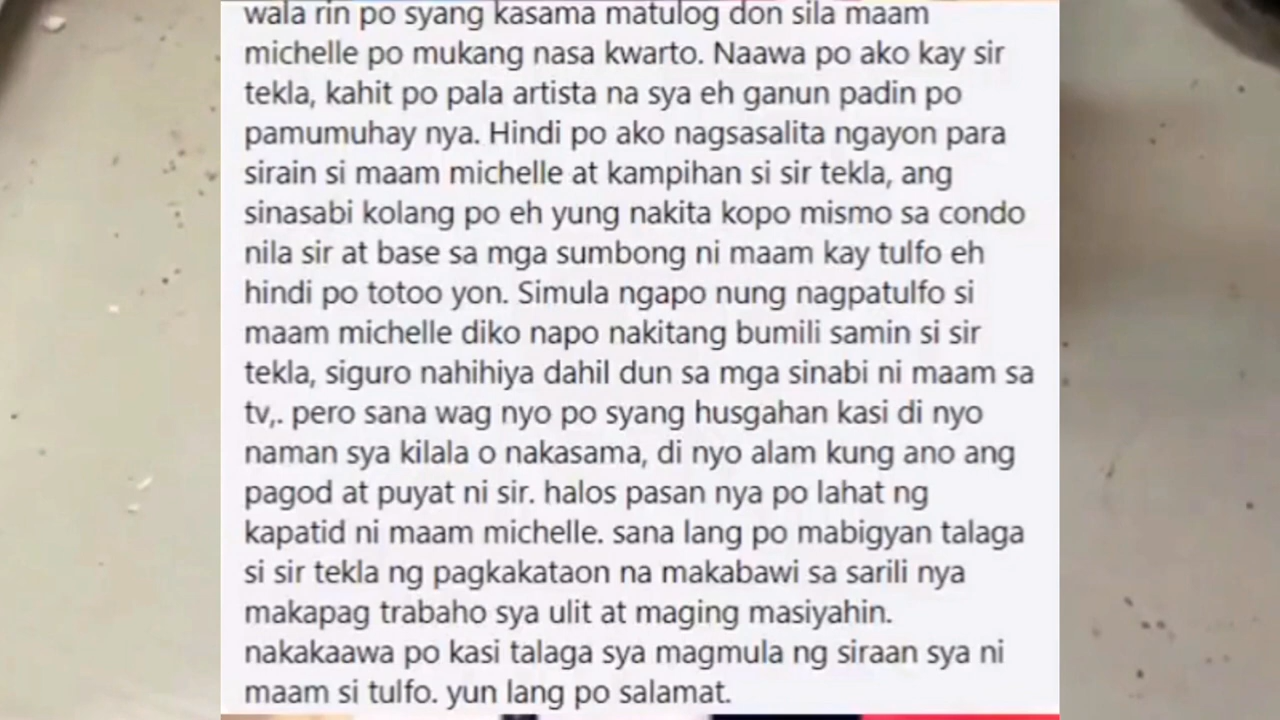 wala rin po syang kasama matulog don sila maam
michelle po mukang nasa kwarto. Naawa po ako kay sir
tekla, kahit po pala artista na sya eh ganun padin po
pamumuhay nya. Hindi po ako nagsasalita ngayon para
sirain si maam michelle at kampihan si sir tekla, ang
sinasabi kolang po eh yung nakita kopo mismo sa condo
nila sir at base sa mga sumbong ni maam kay tulfo eh
hindi po totoo yon. Simula ngapo nung nagpatulfo si
maam michelle diko napo nakitang bumili samin si sir
tekla, siguro nahihiya dahil dun sa mga sinabi ni maam sa
tv,. pero sana wag nyo po syang husgahan kasi di nyo
naman sya kilala o nakasama, di nyo alam kung ano ang
pagod at puyat ni sir. halos pasan nya po lahat ng
kapatid ni maam michelle. sana lang po mabigyan talaga
si sir tekla ng pagkakataon na makabawi sa sarili nya
makapag trabaho sya ulit at maging masiyahin.
nakakaawa po kasi talaga sya magmula ng siraan sya ni
maam si tulfo. yun lang po salamat.